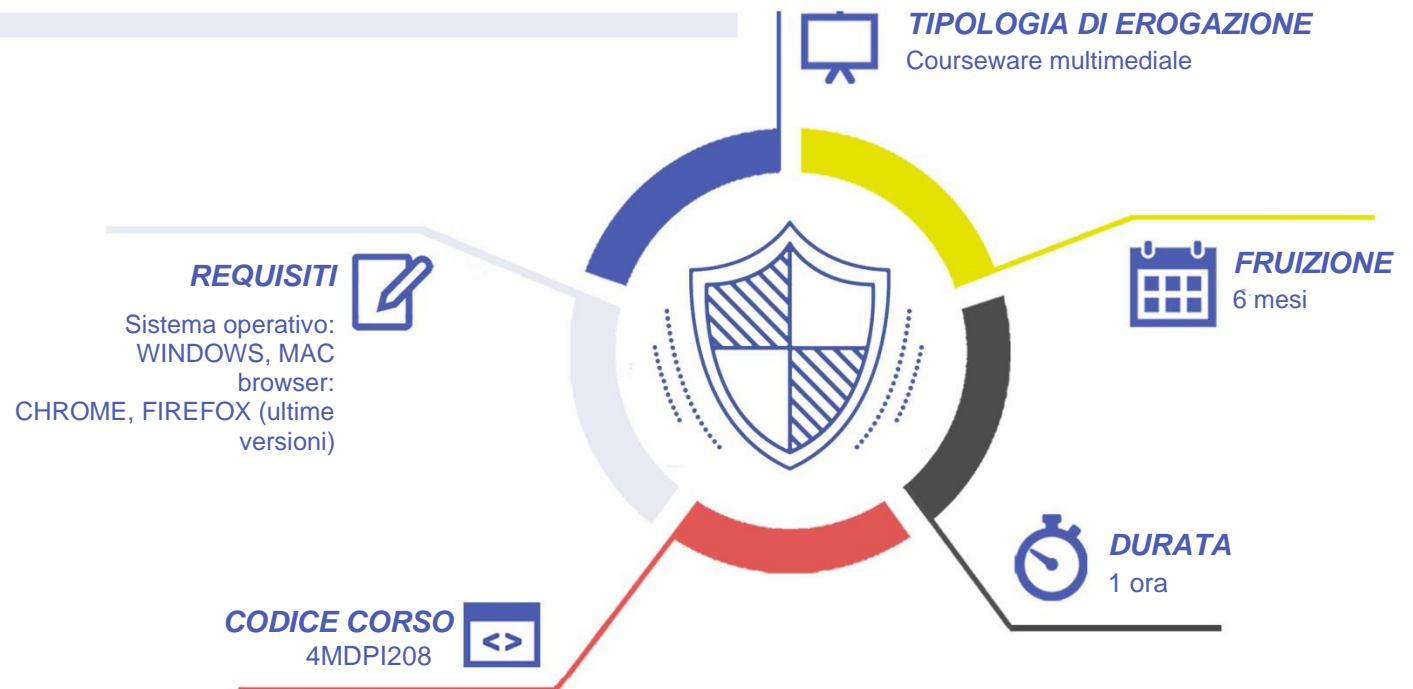 TIPOLOGIA DI EROGAZIONE
Courseware multimediale
REQUISITI
Sistema operativo:
WINDOWS, MAC
browser:
CHROME, FIREFOX (ultime
versioni)
FRUIZIONE
6 mesi
DURATA
1 ora
CODICE CORSO
4MDPI208
<>